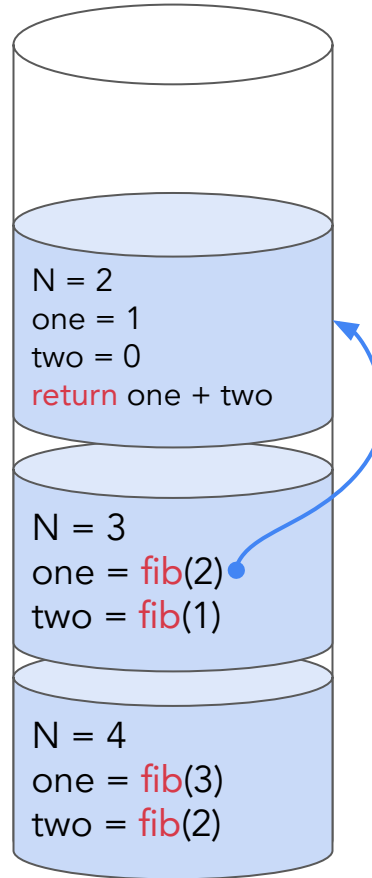 N = 2
one = 1
two = 0
return one + two
N = 3
one = fib(2)
two = fib(1)
N = 4
one = fib(3)
two = fib(2)